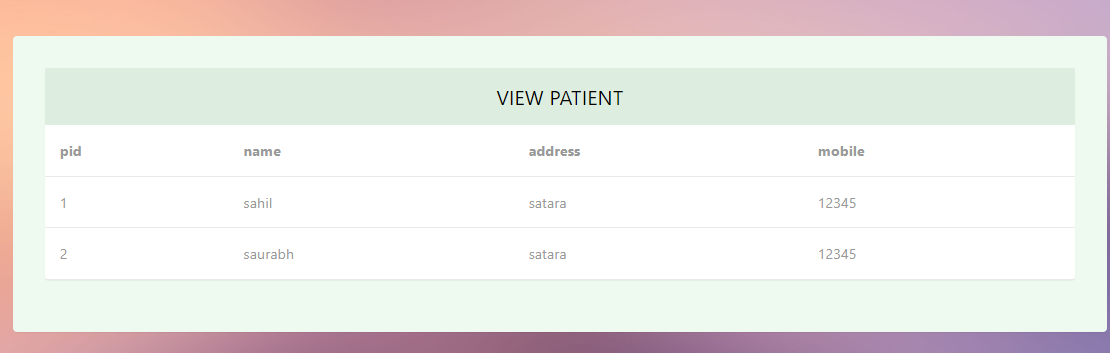 VIEW PATIENT
pid name address mobile
1 sahil satara 12345
2 saurabh satara 12345